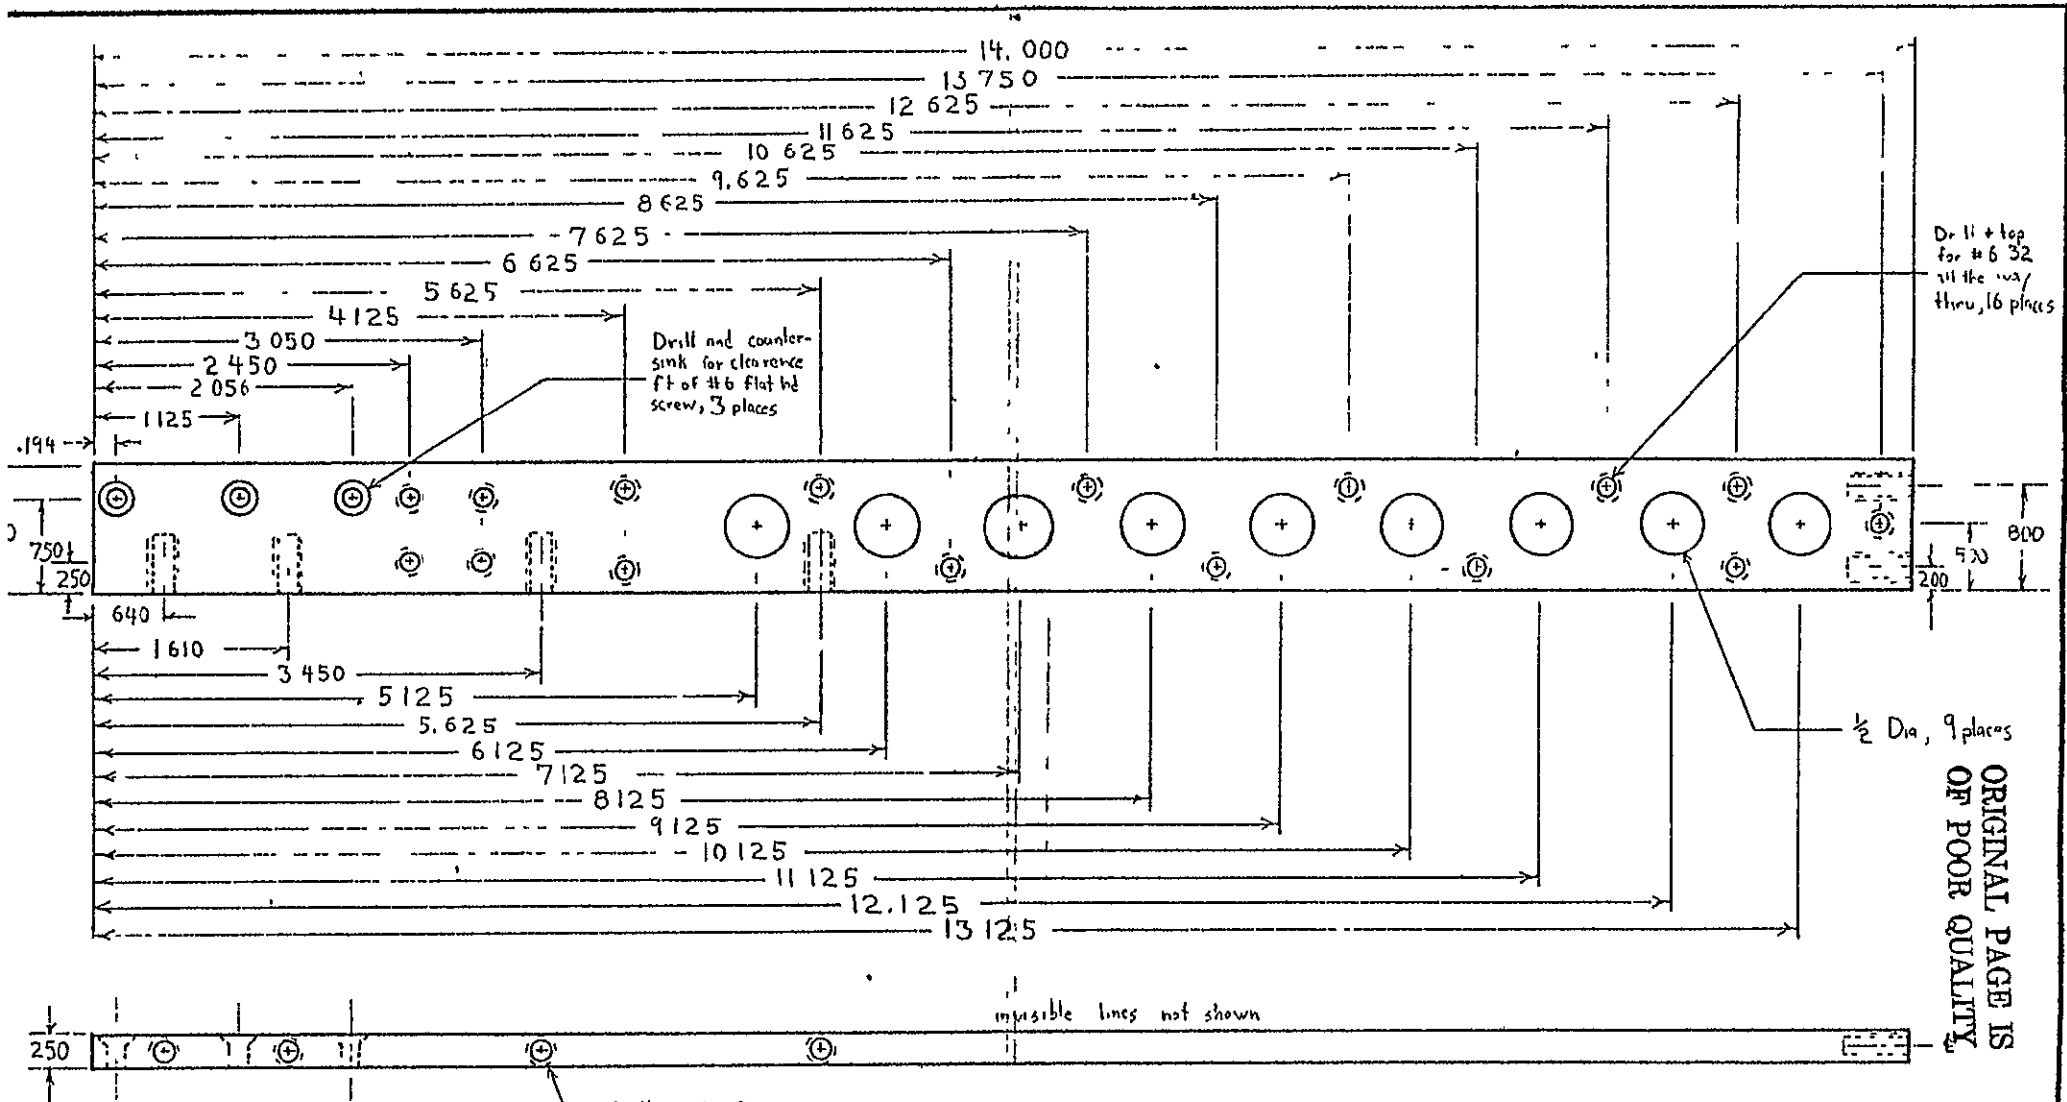 14.000
13 750
12 625
11 625
10 625
9.625
8 625
7 625
6 625
5 625
4 125
3 050
2 450
2 056
1 125
.194
Drill and counter-
sink for clearence
ft of #6 flat hd
screw, 3 places
Drill + tap
for #6 32
all the way
thru, 16 places
750
250
800
500
200
640
1 610
3 450
5 125
5.625
6 125
7 125
8 125
9 125
10 125
11 125
12.125
13 125
½ Dia, 9 places
ORIGINAL PAGE IS
OF POOR QUALITY
invisible lines not shown
250